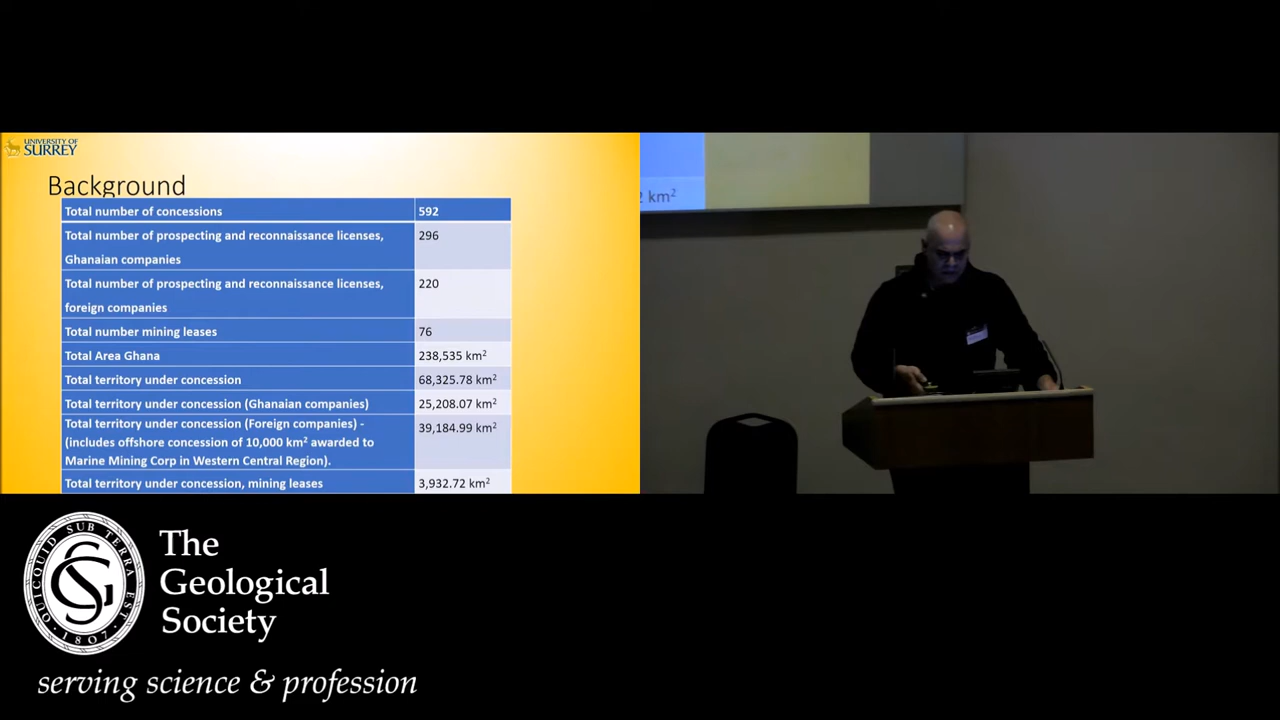 UNIVERSITY OF
SURREY
Background
Total number of concessions 592
Total number of prospecting and reconnaissance licenses, 296
Ghanaian companies
Total number of prospecting and reconnaissance licenses, 220
foreign companies
Total number mining leases 76
Total Area Ghana 238,535 km²
Total territory under concession 68,325.78 km²
Total territory under concession (Ghanaian companies) 25,208.07 km²
Total territory under concession (Foreign companies) -
(includes offshore concession of 10,000 km² awarded to 39,184.99 km²
Marine Mining Corp in Western Central Region).
Total territory under concession, mining leases 3,932.72 km²
2 km²
QUICQUID SUB TERRA EST
1807
The
Geological
Society
serving science & profession